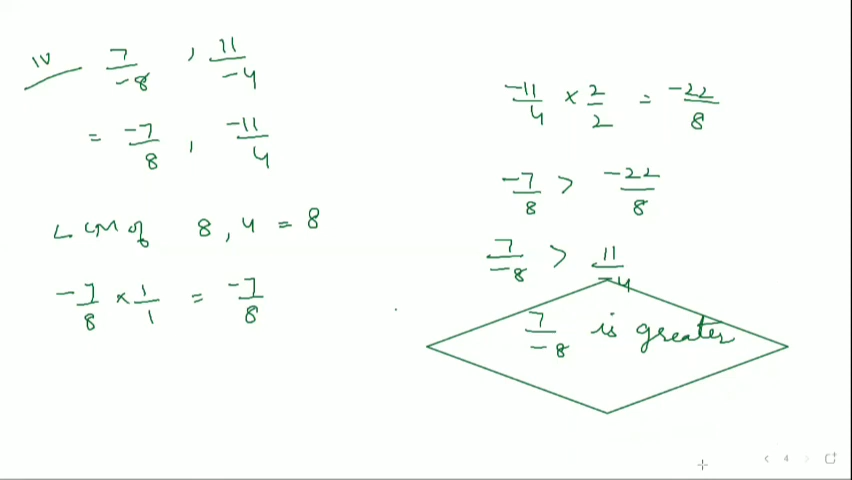 iv 7/-8 , 11/-4
= -7/8 , -11/4
LCM of 8, 4 = 8
-7/8 × 1/1 = -7/8
-11/4 × 2/2 = -22/8
-7/8 > -22/8
7/-8 > 11/-4
7/-8 is greater
4